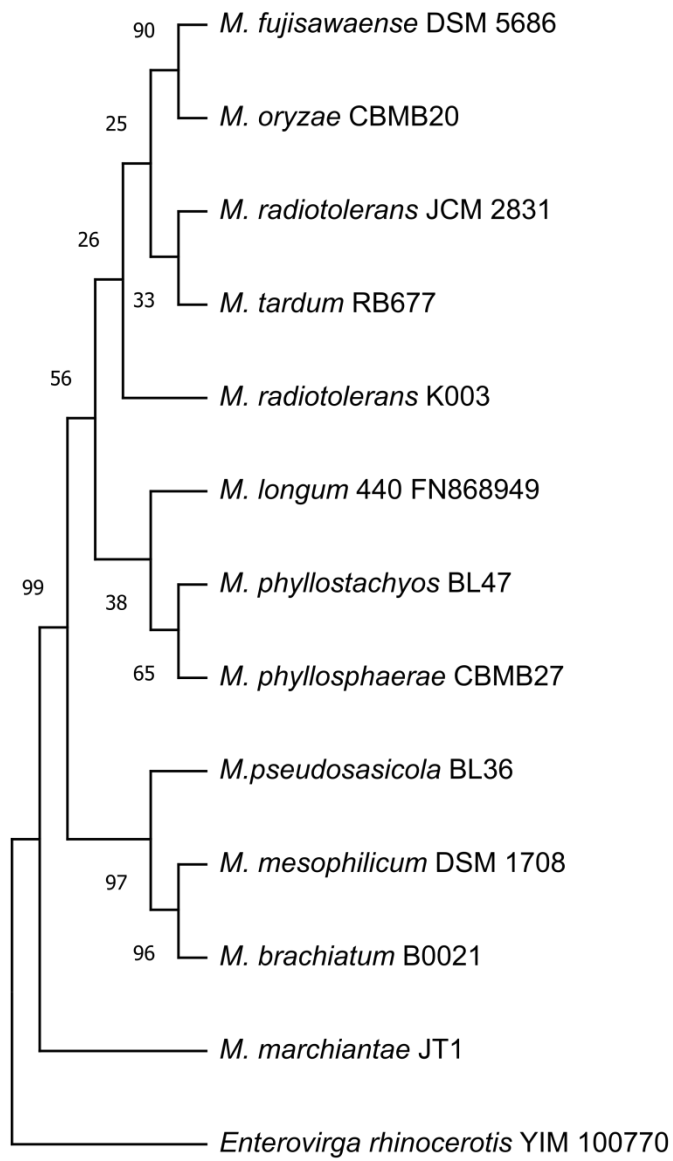 90
M. fujisawaense DSM 5686
M. oryzae CBMB20
25
M. radiotolerans JCM 2831
26
33
M. tardum RB677
56
M. radiotolerans K003
M. longum 440 FN868949
99
M. phyllostachyos BL47
38
65
M. phyllosphaerae CBMB27
M.pseudosasicola BL36
M. mesophilicum DSM 1708
97
96
M. brachiatum B0021
M. marchiantae JT1
Enterovirga rhinocerotis YIM 100770